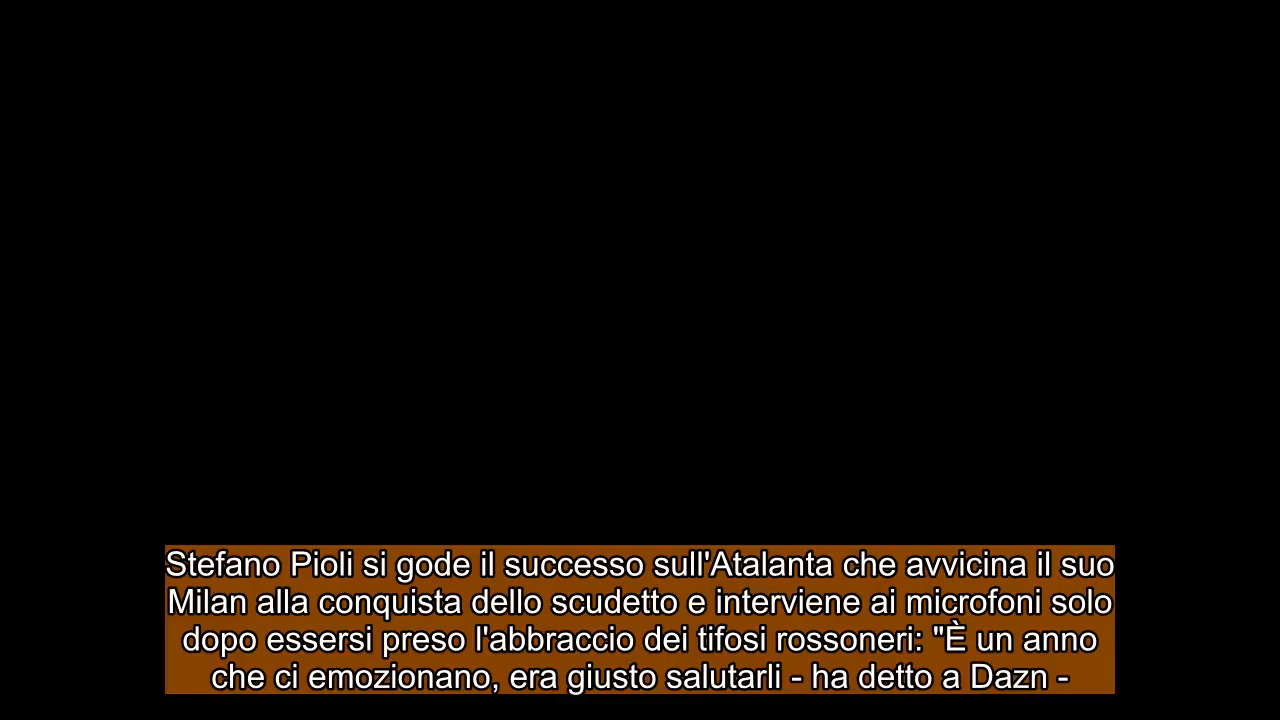 Stefano Pioli si gode il successo sull'Atalanta che avvicina il suo
Milan alla conquista dello scudetto e interviene ai microfoni solo
dopo essersi preso l'abbraccio dei tifosi rossoneri: "È un anno
che ci emozionano, era giusto salutarli - ha detto a Dazn -